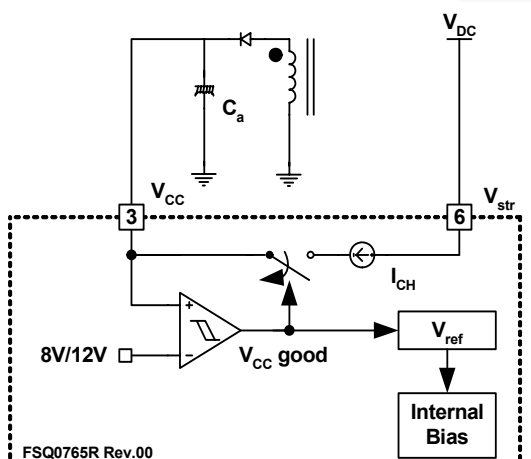 V_DC
C_a
V_CC
3
6
V_str
I_CH
+
8V/12V
-
V_CC good
V_ref
Internal
Bias
FSQ0765R Rev.00